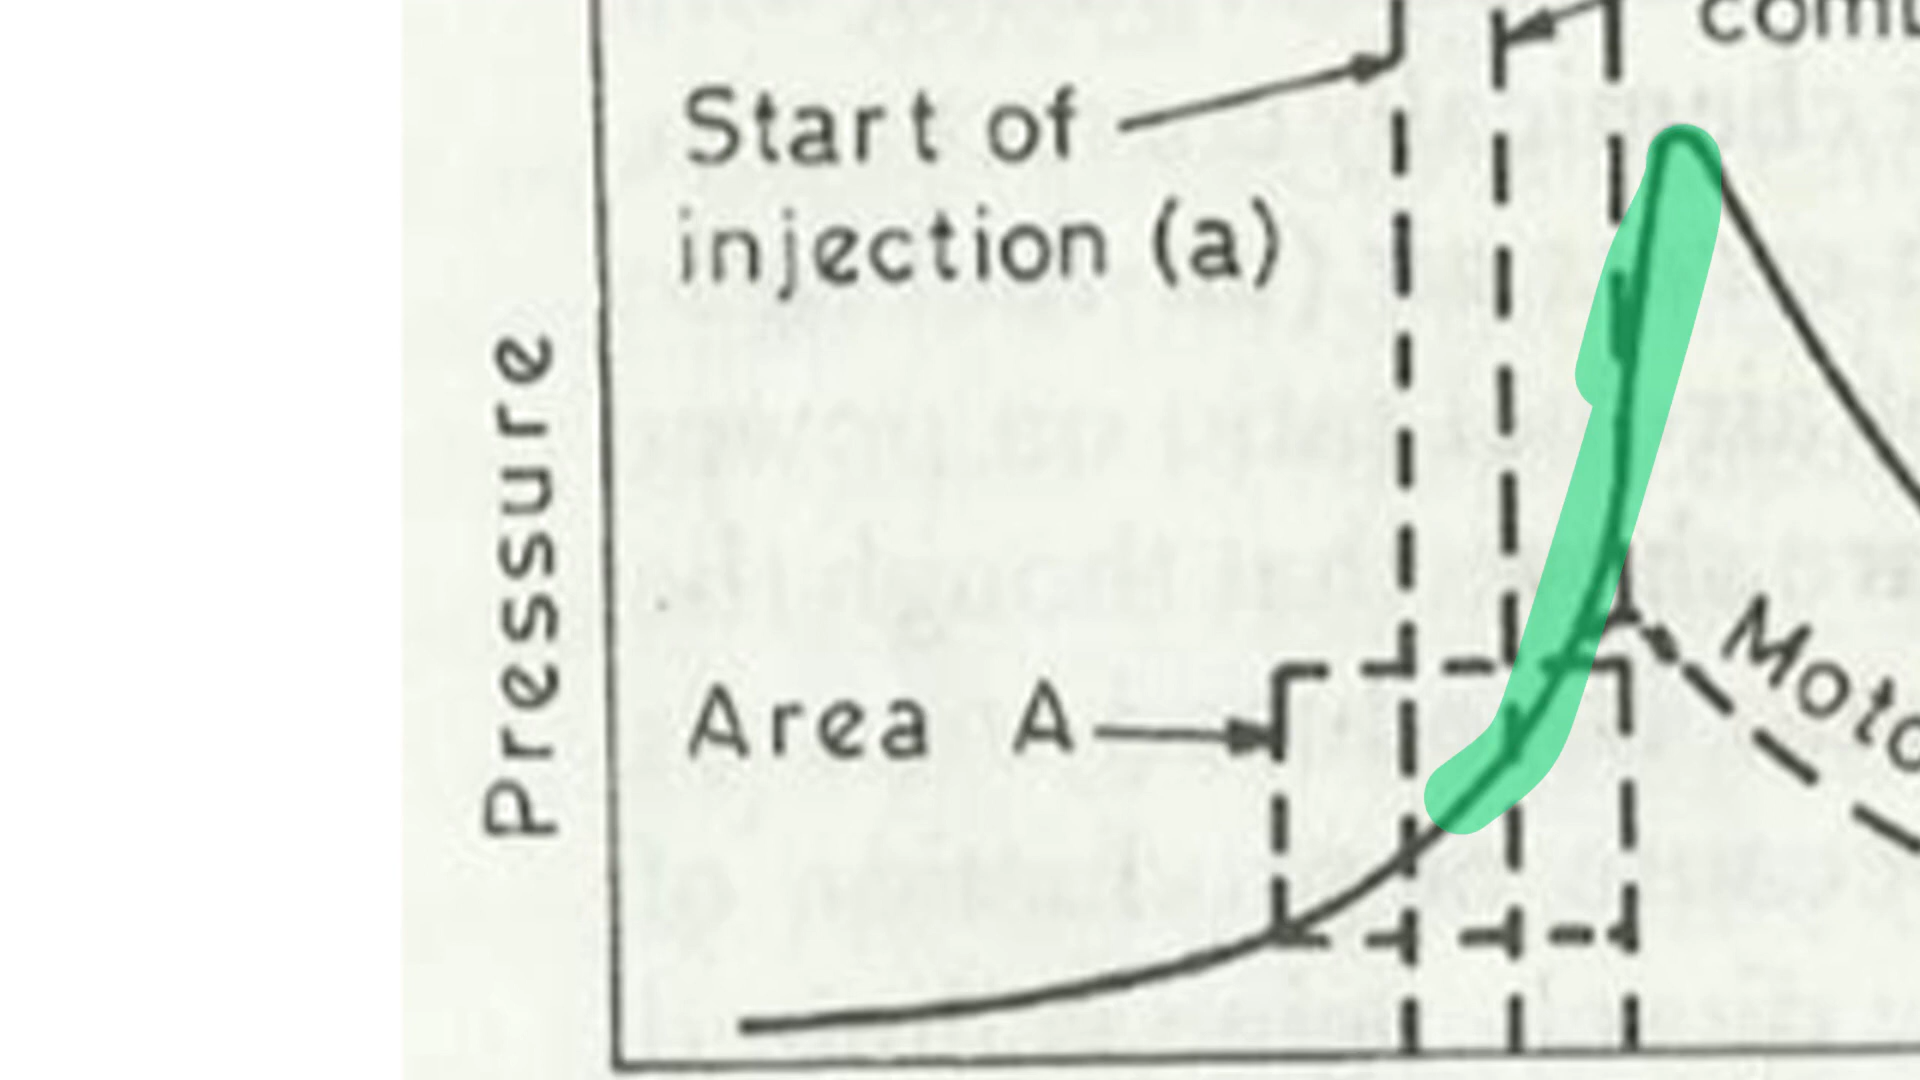 Start of
injection (a)
Pressure
Area A